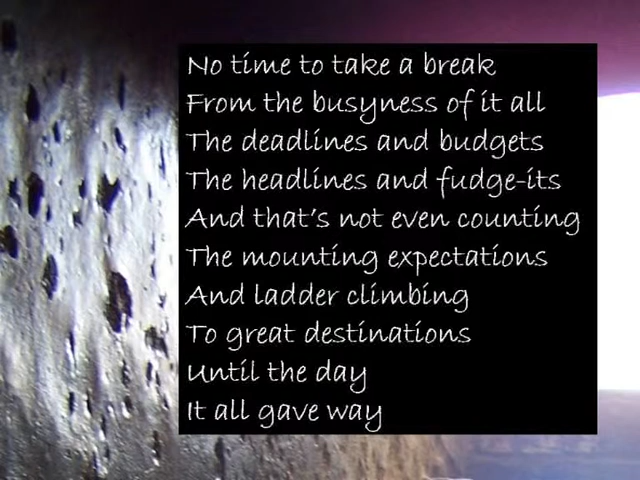 No time to take a break
From the busyness of it all
The deadlines and budgets
The headlines and fudge-its
And that's not even counting
The mounting expectations
And ladder climbing
To great destinations
Until the day
It all gave way